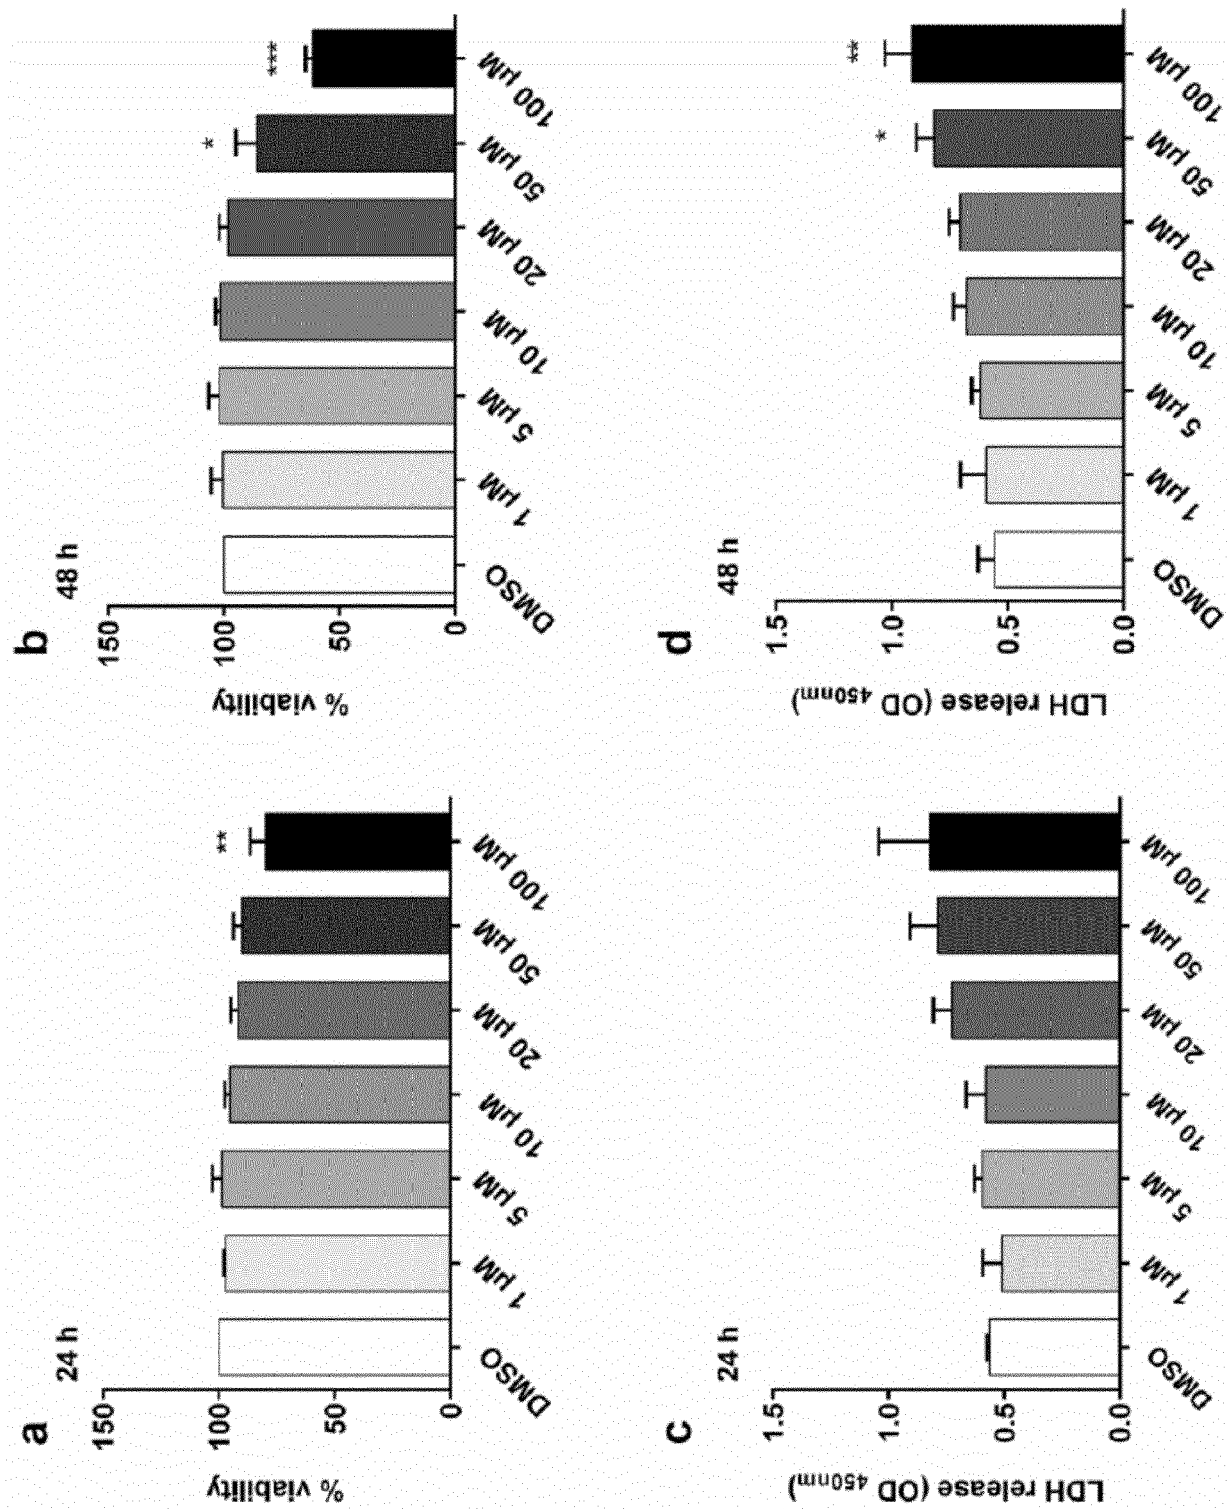 a
24 h
% viability
150
100
50
0
DMSO
1 µM
5 µM
10 µM
20 µM
50 µM
100 µM
**
b
48 h
% viability
150
100
50
0
DMSO
1 µM
5 µM
10 µM
20 µM
50 µM
100 µM
*
***
c
24 h
LDH release (OD 450nm)
1.5
1.0
0.5
0.0
DMSO
1 µM
5 µM
10 µM
20 µM
50 µM
100 µM
d
48 h
LDH release (OD 450nm)
1.5
1.0
0.5
0.0
DMSO
1 µM
5 µM
10 µM
20 µM
50 µM
100 µM
*
**